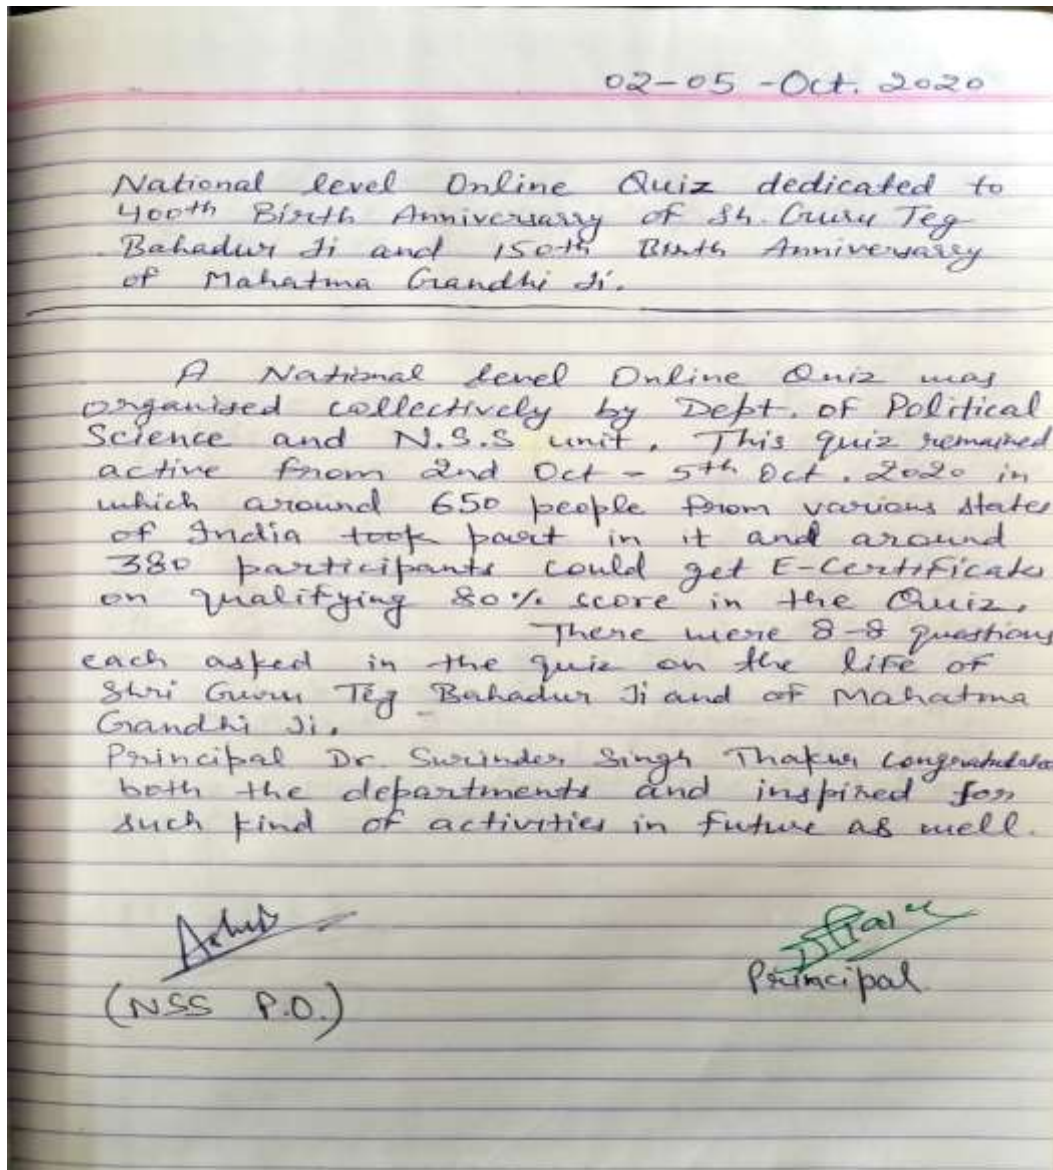 02-05-Oct. 2020
National level Online Quiz dedicated to
400th Birth Anniversarry of Sh. Guru Teg
Bahadur Ji and 150th Birth Anniversarry
of Mahatma Grandhi Ji.
A National level Online Quiz was
organised collectively by Dept. of Political
Science and N.S.S unit. This quiz remained
active from 2nd Oct - 5th Oct. 2020 in
which around 650 people from various states
of India took part in it and around
380 participants could get E-Certificates
on qualifying 80% score in the Quiz.
There were 8-8 questions
each asked in the quiz on the life of
Shri Guru Teg Bahadur Ji and of Mahatma
Grandhi Ji.
Principal Dr. Surinder Singh Thakur
both the departments and inspired for
such kind of activities in future as well.
(NSS P.O.)
Principal